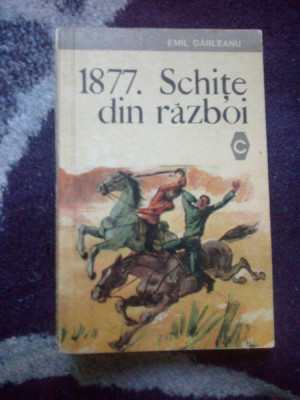 EMIL GÂRLEANU
1877. Schițe
din război
C